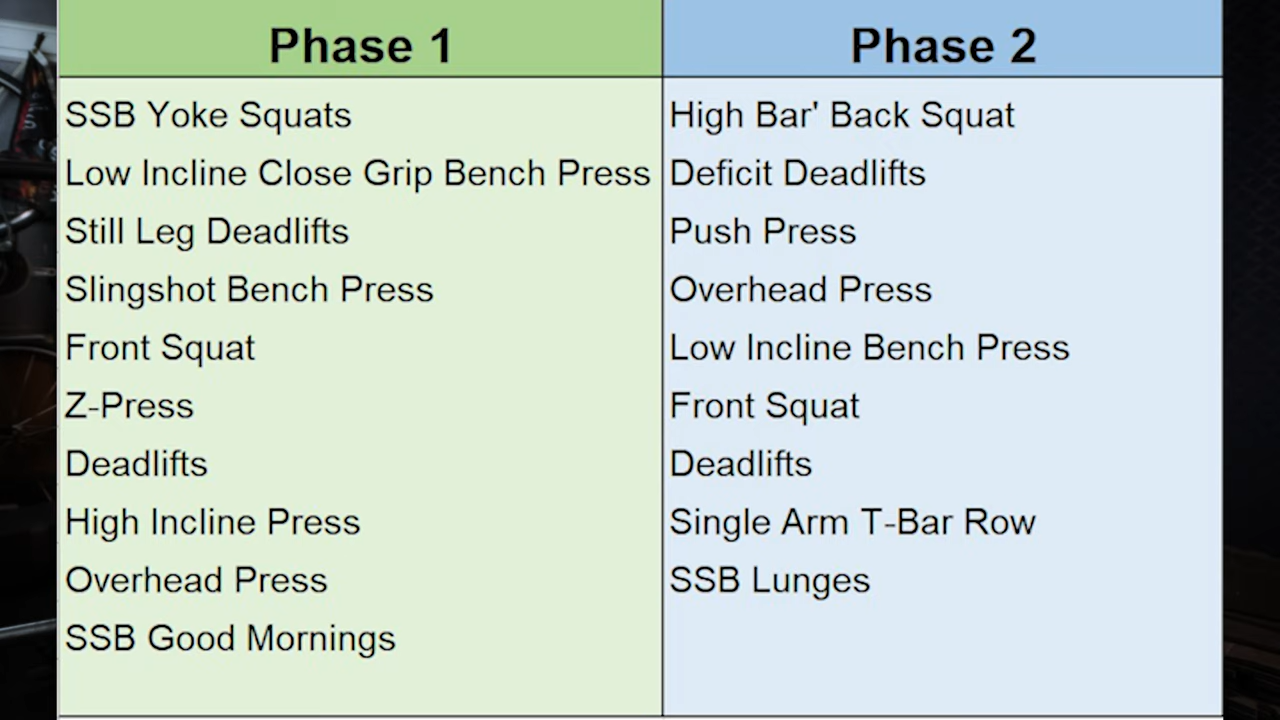 Phase 1
SSB Yoke Squats
Low Incline Close Grip Bench Press
Still Leg Deadlifts
Slingshot Bench Press
Front Squat
Z-Press
Deadlifts
High Incline Press
Overhead Press
SSB Good Mornings
Phase 2
High Bar' Back Squat
Deficit Deadlifts
Push Press
Overhead Press
Low Incline Bench Press
Front Squat
Deadlifts
Single Arm T-Bar Row
SSB Lunges